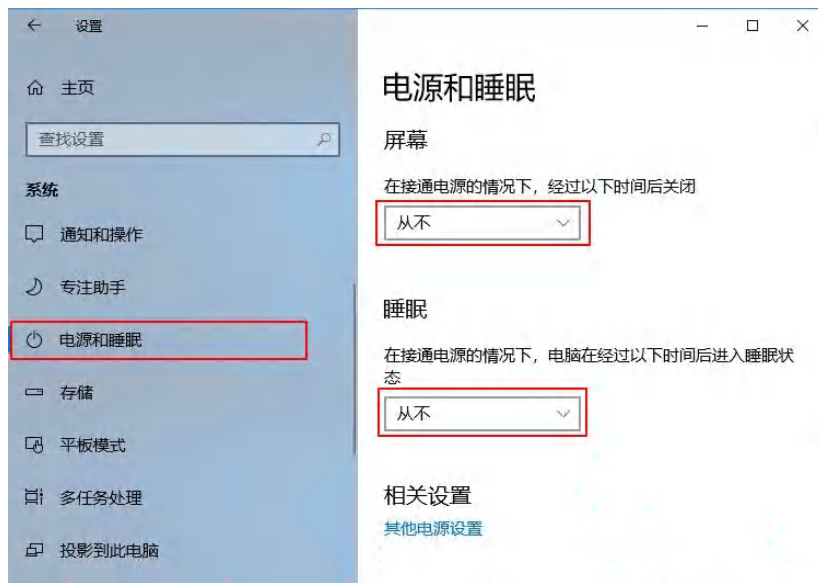 设置
主页
查找设置
系统
通知和操作
专注助手
电源和睡眠
存储
平板模式
多任务处理
投影到此电脑
电源和睡眠
屏幕
在接通电源的情况下，经过以下时间后关闭
从不
睡眠
在接通电源的情况下，电脑在经过以下时间后进入睡眠状
态
从不
相关设置
其他电源设置